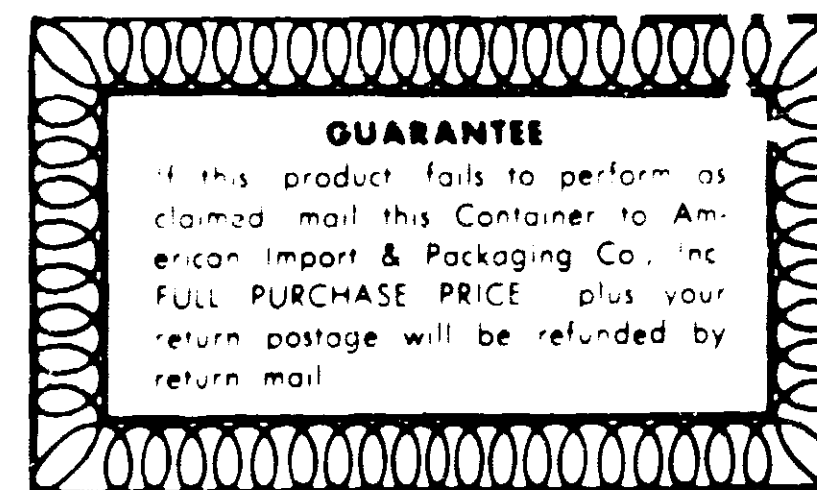 GUARANTEE
if this product fails to perform as
claimed mail this Container to Am-
erican Import & Packaging Co., Inc
FULL PURCHASE PRICE plus your
return postage will be refunded by
return mail